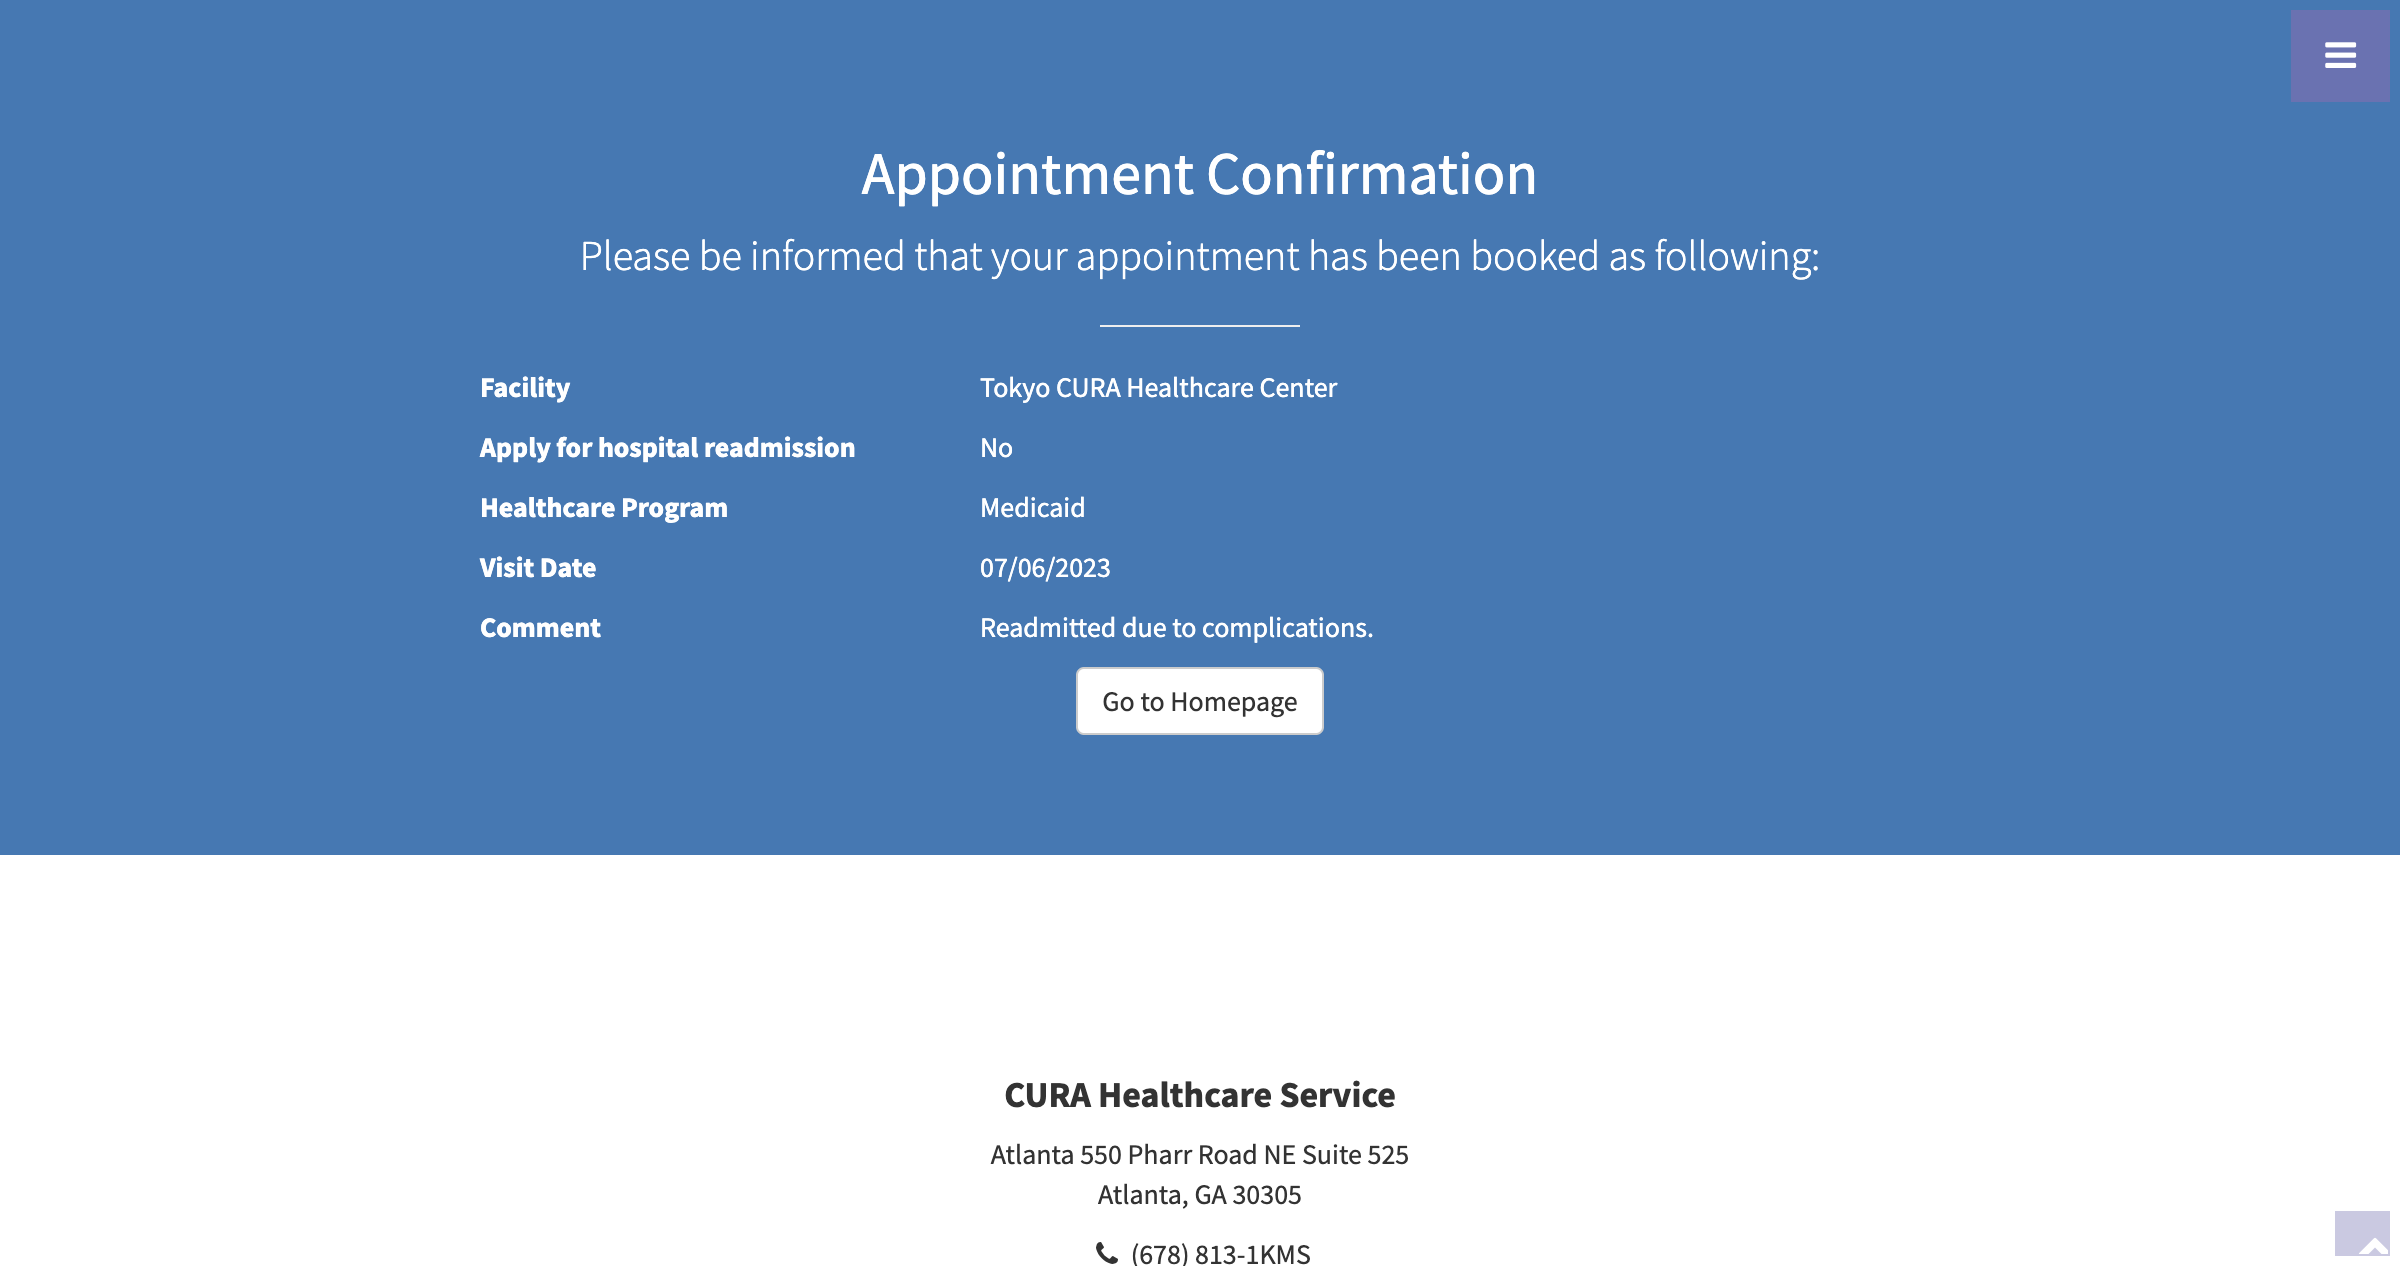 Appointment Confirmation
Please be informed that your appointment has been booked as following:
Facility Tokyo CURA Healthcare Center
Apply for hospital readmission No
Healthcare Program Medicaid
Visit Date 07/06/2023
Comment Readmitted due to complications.
Go to Homepage
CURA Healthcare Service
Atlanta 550 Pharr Road NE Suite 525
Atlanta, GA 30305
(678) 813-1KMS